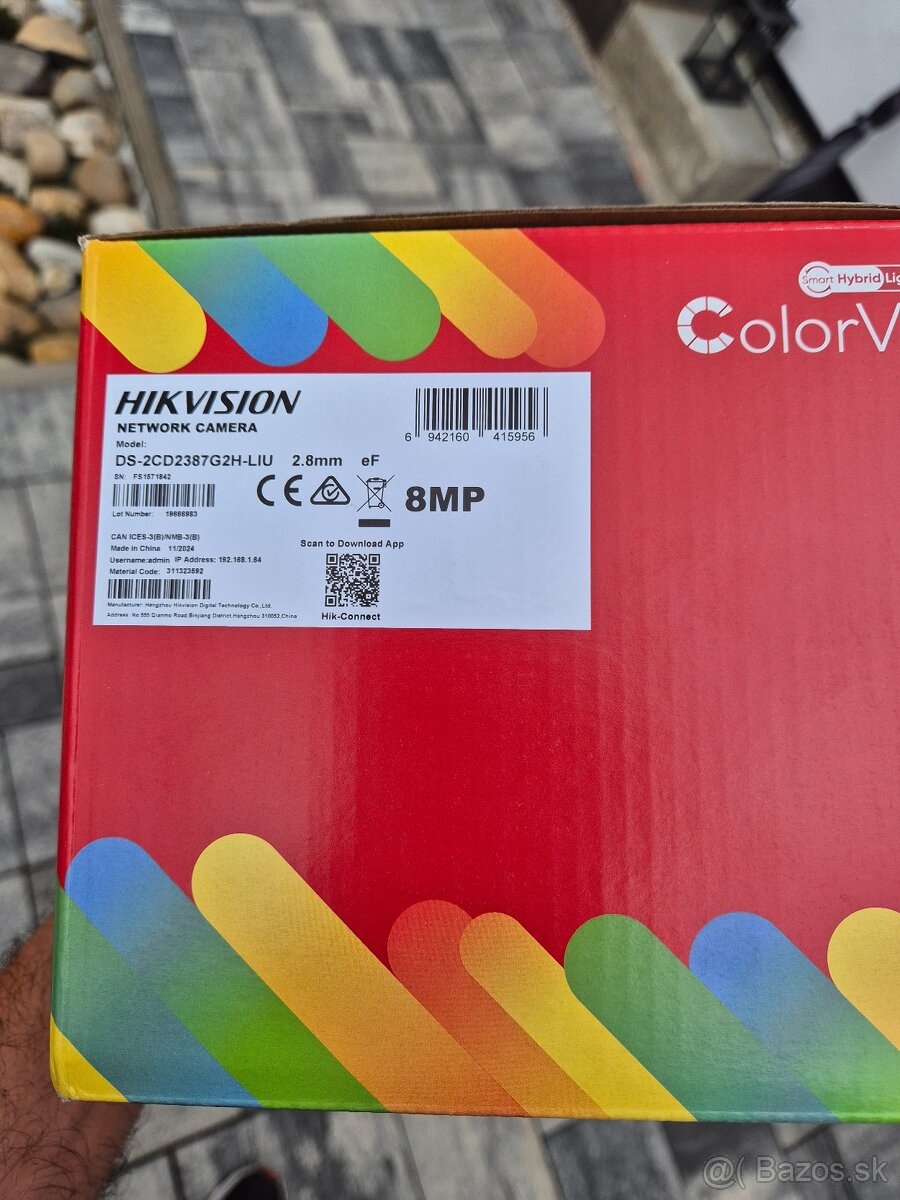 Smart Hybrid Lig
ColorV
HIKVISION
NETWORK CAMERA
Model:
DS-2CD2387G2H-LIU 2.8mm eF
SN: FS1571842
Lot Number: 19686983
6 942160 415956
CE
8MP
CAN ICES-3(B)/NMB-3(B)
Made in China 11/2024
Username:admin IP Address: 192.168.1.64
Material Code: 311323592
Manufacturer: Hangzhou Hikvision Digital Technology Co.,Ltd.
Address: No.555 Qianmo Road,Binjiang District,Hangzhou 310052,China
Scan to Download App
Hik-Connect
@( Bazos.sk